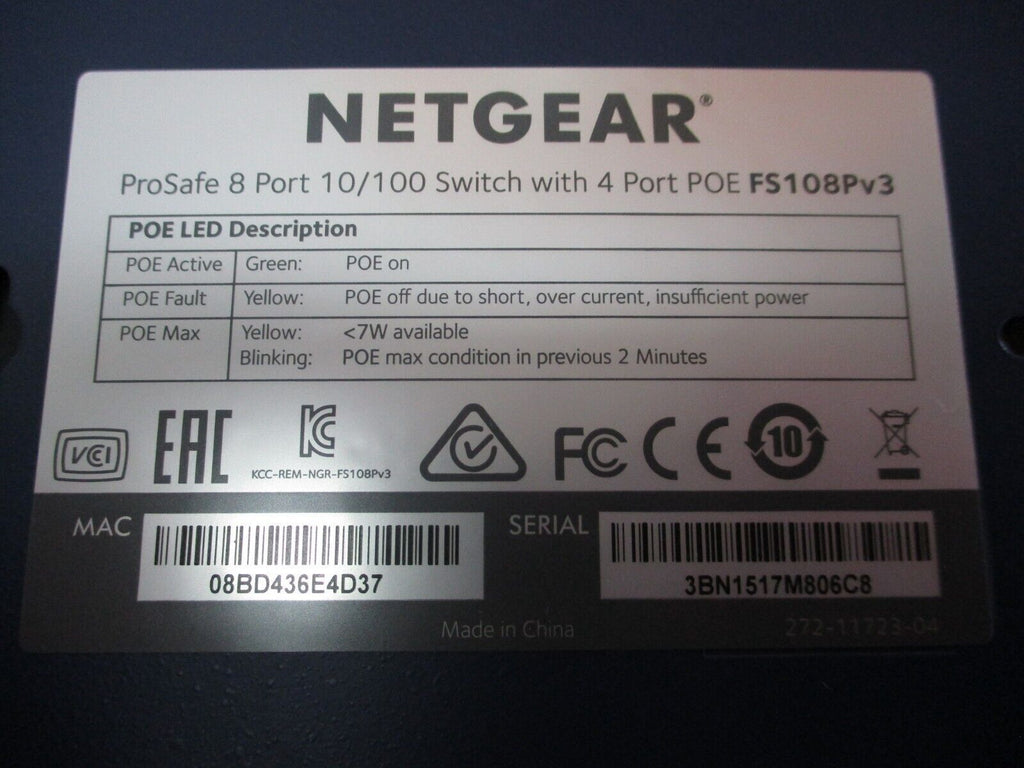 NETGEAR®
ProSafe 8 Port 10/100 Switch with 4 Port POE FS108Pv3
POE LED Description
POE Active Green: POE on
POE Fault Yellow: POE off due to short, over current, insufficient power
POE Max Yellow: <7W available
Blinking: POE max condition in previous 2 Minutes
VCI EAC KC FC CE 10
KCC-REM-NGR-FS108Pv3
MAC SERIAL
08BD436E4D37 3BN1517M806C8
Made in China 272-11723-04